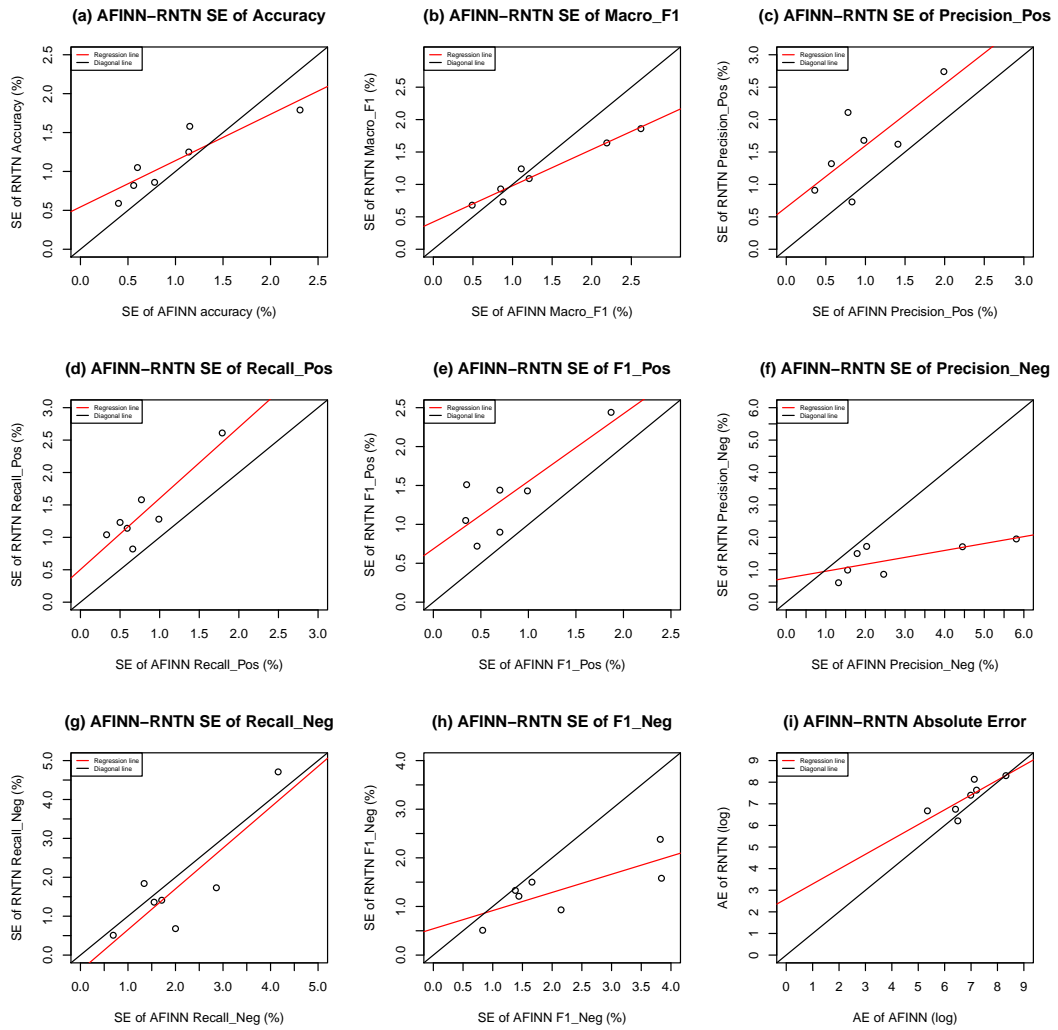 (a) AFINN−RNTN SE of Accuracy
SE of RNTN Accuracy (%)
0.0 0.5 1.0 1.5 2.0 2.5
Regression line
Diagonal line
0.0 0.5 1.0 1.5 2.0 2.5
SE of AFINN accuracy (%)
(b) AFINN−RNTN SE of Macro_F1
SE of RNTN Macro_F1 (%)
0.0 0.5 1.0 1.5 2.0 2.5
Regression line
Diagonal line
0.0 0.5 1.0 1.5 2.0 2.5 3.0
SE of AFINN Macro_F1 (%)
(c) AFINN−RNTN SE of Precision_Pos
SE of RNTN Precision_Pos (%)
0.0 0.5 1.0 1.5 2.0 2.5 3.0
Regression line
Diagonal line
0.0 0.5 1.0 1.5 2.0 2.5 3.0
SE of AFINN Precision_Pos (%)
(d) AFINN−RNTN SE of Recall_Pos
SE of RNTN Recall_Pos (%)
0.0 0.5 1.0 1.5 2.0 2.5 3.0
Regression line
Diagonal line
0.0 0.5 1.0 1.5 2.0 2.5 3.0
SE of AFINN Recall_Pos (%)
(e) AFINN−RNTN SE of F1_Pos
SE of RNTN F1_Pos (%)
0.0 0.5 1.0 1.5 2.0 2.5
Regression line
Diagonal line
0.0 0.5 1.0 1.5 2.0 2.5
SE of AFINN F1_Pos (%)
(f) AFINN−RNTN SE of Precision_Neg
SE of RNTN Precision_Neg (%)
0.0 1.0 2.0 3.0 4.0 5.0 6.0
Regression line
Diagonal line
0.0 1.0 2.0 3.0 4.0 5.0 6.0
SE of AFINN Precision_Neg (%)
(g) AFINN−RNTN SE of Recall_Neg
SE of RNTN Recall_Neg (%)
0.0 1.0 2.0 3.0 4.0 5.0
Regression line
Diagonal line
0.0 1.0 2.0 3.0 4.0 5.0
SE of AFINN Recall_Neg (%)
(h) AFINN−RNTN SE of F1_Neg
SE of RNTN F1_Neg (%)
0.0 1.0 2.0 3.0 4.0
Regression line
Diagonal line
0.0 1.0 2.0 3.0 4.0
SE of AFINN F1_Neg (%)
(i) AFINN−RNTN Absolute Error
AE of RNTN (log)
0 1 2 3 4 5 6 7 8 9
Regression line
Diagonal line
0 1 2 3 4 5 6 7 8 9
AE of AFINN (log)